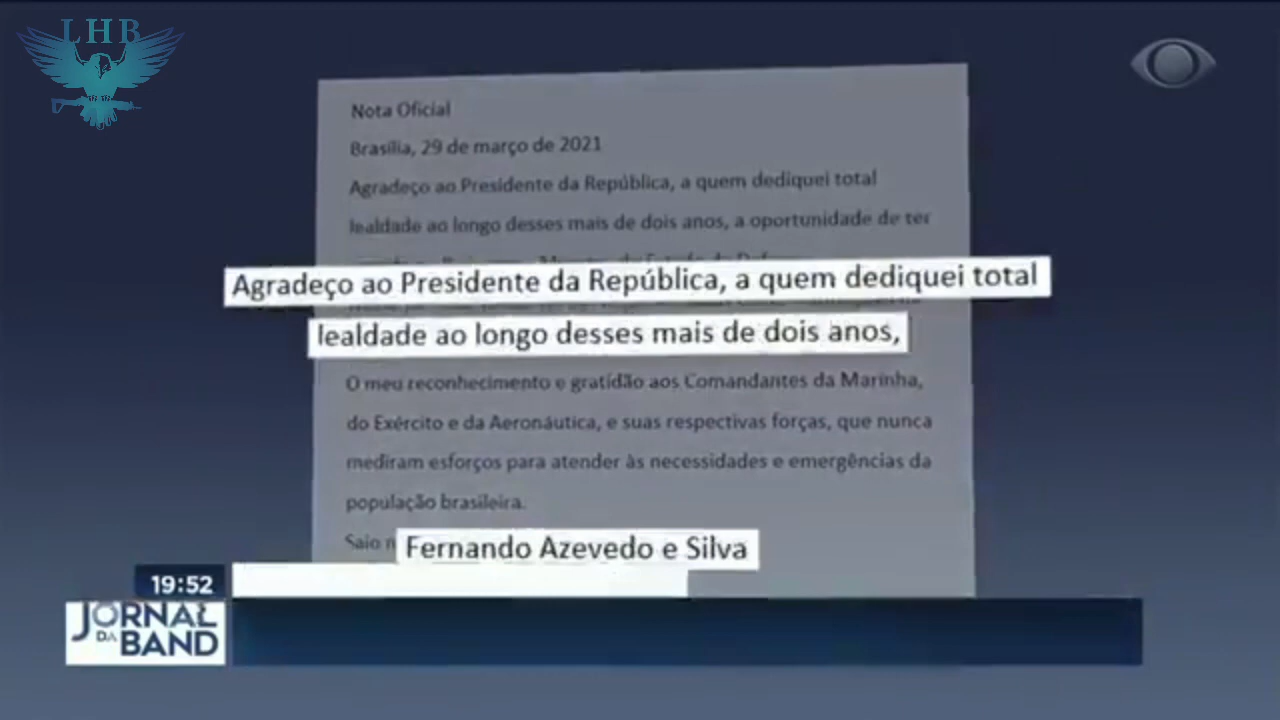 LHB
Nota Oficial
Brasília, 29 de março de 2021
Agradeço ao Presidente da República, a quem dediquei total
lealdade ao longo desses mais de dois anos, a oportunidade de ter
Agradeço ao Presidente da República, a quem dediquei total
lealdade ao longo desses mais de dois anos,
O meu reconhecimento e gratidão aos Comandantes da Marinha,
do Exército e da Aeronáutica, e suas respectivas forças, que nunca
mediram esforços para atender às necessidades e emergências da
população brasileira.
Saio
Fernando Azevedo e Silva
19:52
JORNAL
DA BAND